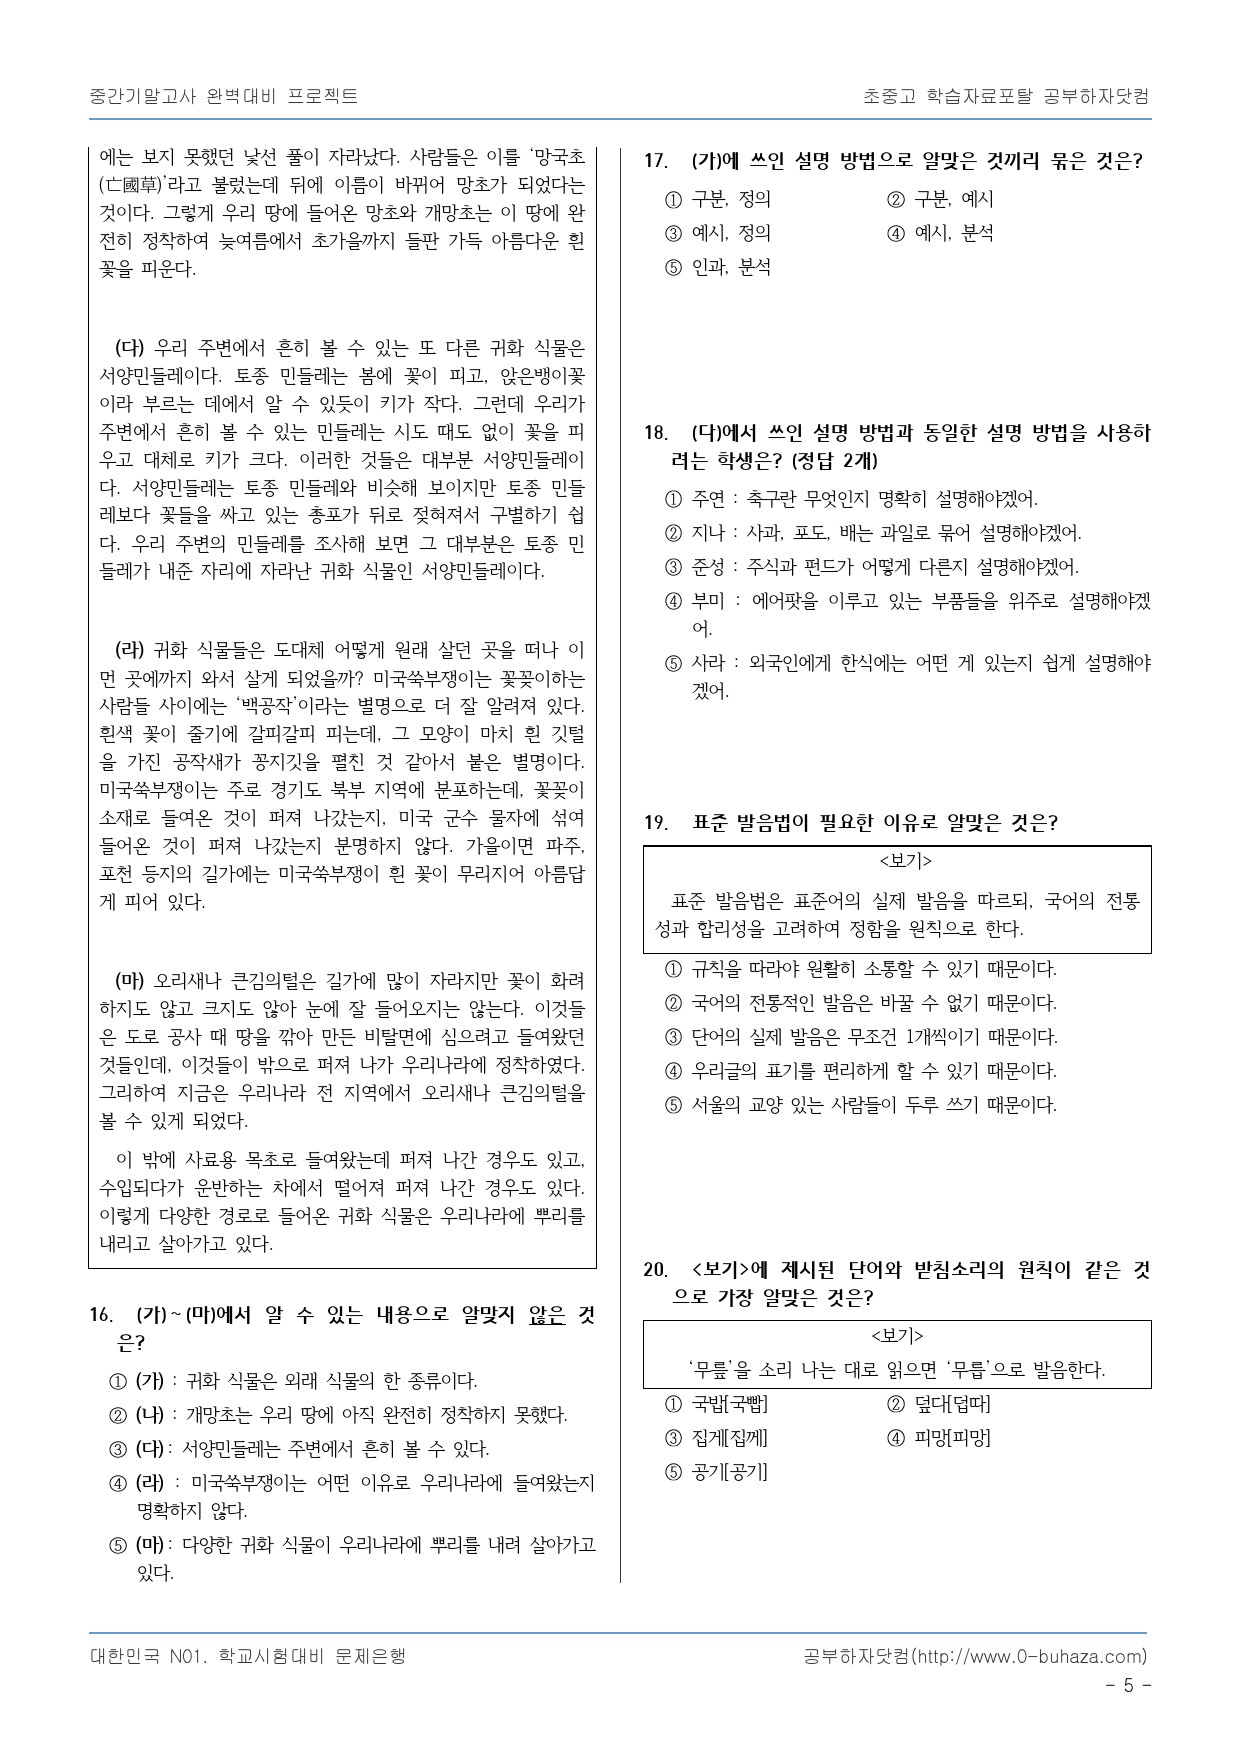 중간기말고사 완벽대비 프로젝트
초중고 학습자료포탈 공부하자닷컴
에는 보지 못했던 낯선 풀이 자라났다. 사람들은 이를 ‘망국초
(亡國草)’라고 불렀는데 뒤에 이름이 바뀌어 망초가 되었다는
것이다. 그렇게 우리 땅에 들어온 망초와 개망초는 이 땅에 완
전히 정착하여 늦여름에서 초가을까지 들판 가득 아름다운 흰
꽃을 피운다.
(다) 우리 주변에서 흔히 볼 수 있는 또 다른 귀화 식물은
서양민들레이다. 토종 민들레는 봄에 꽃이 피고, 앉은뱅이꽃
이라 부르는 데에서 알 수 있듯이 키가 작다. 그런데 우리가
주변에서 흔히 볼 수 있는 민들레는 시도 때도 없이 꽃을 피
우고 대체로 키가 크다. 이러한 것들은 대부분 서양민들레이
다. 서양민들레는 토종 민들레와 비슷해 보이지만 토종 민들
레보다 꽃들을 싸고 있는 총포가 뒤로 젖혀져서 구별하기 쉽
다. 우리 주변의 민들레를 조사해 보면 그 대부분은 토종 민
들레가 내준 자리에 자라난 귀화 식물인 서양민들레이다.
(라) 귀화 식물들은 도대체 어떻게 원래 살던 곳을 떠나 이
먼 곳에까지 와서 살게 되었을까? 미국쑥부쟁이는 꽃꽂이하는
사람들 사이에는 ‘백공작’이라는 별명으로 더 잘 알려져 있다.
흰색 꽃이 줄기에 갈피갈피 피는데, 그 모양이 마치 흰 깃털
을 가진 공작새가 꽁지깃을 펼친 것 같아서 붙은 별명이다.
미국쑥부쟁이는 주로 경기도 북부 지역에 분포하는데, 꽃꽂이
소재로 들여온 것이 퍼져 나갔는지, 미국 군수 물자에 섞여
들어온 것이 퍼져 나갔는지 분명하지 않다. 가을이면 파주,
포천 등지의 길가에는 미국쑥부쟁이 흰 꽃이 무리지어 아름답
게 피어 있다.
(마) 오리새나 큰김의털은 길가에 많이 자라지만 꽃이 화려
하지도 않고 크지도 않아 눈에 잘 들어오지는 않는다. 이것들
은 도로 공사 때 땅을 깎아 만든 비탈면에 심으려고 들여왔던
것들인데, 이것들이 밖으로 퍼져 나가 우리나라에 정착하였다.
그리하여 지금은 우리나라 전 지역에서 오리새나 큰김의털을
볼 수 있게 되었다.
이 밖에 사료용 목초로 들여왔는데 퍼져 나간 경우도 있고,
수입되다가 운반하는 차에서 떨어져 퍼져 나간 경우도 있다.
이렇게 다양한 경로로 들어온 귀화 식물은 우리나라에 뿌리를
내리고 살아가고 있다.
16. (가)~(마)에서 알 수 있는 내용으로 알맞지 않은 것
은?
① (가) : 귀화 식물은 외래 식물의 한 종류이다.
② (나) : 개망초는 우리 땅에 아직 완전히 정착하지 못했다.
③ (다) : 서양민들레는 주변에서 흔히 볼 수 있다.
④ (라) : 미국쑥부쟁이는 어떤 이유로 우리나라에 들여왔는지
명확하지 않다.
⑤ (마) : 다양한 귀화 식물이 우리나라에 뿌리를 내려 살아가고
있다.
17. (가)에 쓰인 설명 방법으로 알맞은 것끼리 묶은 것은?
① 구분, 정의 ② 구분, 예시
③ 예시, 정의 ④ 예시, 분석
⑤ 인과, 분석
18. (다)에서 쓰인 설명 방법과 동일한 설명 방법을 사용하
려는 학생은? (정답 2개)
① 주연 : 축구란 무엇인지 명확히 설명해야겠어.
② 지나 : 사과, 포도, 배는 과일로 묶어 설명해야겠어.
③ 준성 : 주식과 펀드가 어떻게 다른지 설명해야겠어.
④ 부미 : 에어팟을 이루고 있는 부품들을 위주로 설명해야겠
어.
⑤ 사라 : 외국인에게 한식에는 어떤 게 있는지 쉽게 설명해야
겠어.
19. 표준 발음법이 필요한 이유로 알맞은 것은?
<보기>
표준 발음법은 표준어의 실제 발음을 따르되, 국어의 전통
성과 합리성을 고려하여 정함을 원칙으로 한다.
① 규칙을 따라야 원활히 소통할 수 있기 때문이다.
② 국어의 전통적인 발음은 바꿀 수 없기 때문이다.
③ 단어의 실제 발음은 무조건 1개씩이기 때문이다.
④ 우리글의 표기를 편리하게 할 수 있기 때문이다.
⑤ 서울의 교양 있는 사람들이 두루 쓰기 때문이다.
20. <보기>에 제시된 단어와 받침소리의 원칙이 같은 것
으로 가장 알맞은 것은?
<보기>
‘무릎’을 소리 나는 대로 읽으면 ‘무릅’으로 발음한다.
① 국밥[국빱] ② 덮다[덥따]
③ 집게[집께] ④ 피망[피망]
⑤ 공기[공기]
대한민국 N01. 학교시험대비 문제은행
공부하자닷컴(http://www.0-buhaza.com)
- 5 -